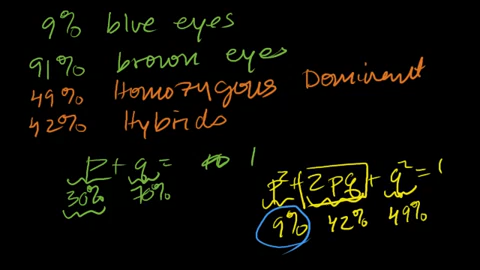 9% blue eyes
91% brown eyes
49% Homozygous Dominant
42% Hybrids
p + q = 1
30% 70%
p² + 2pq + q² = 1
9% 42% 49%